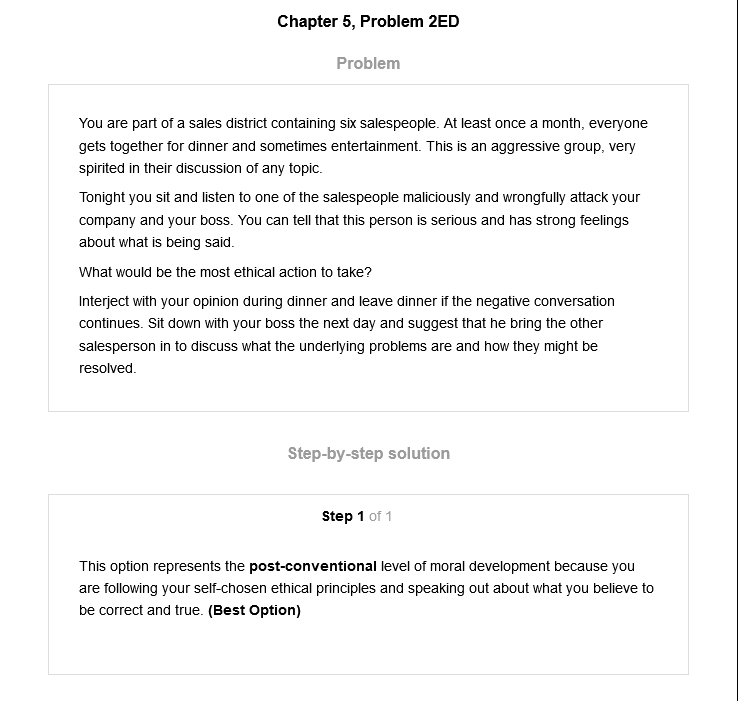 Chapter 5, Problem 2ED
Problem
You are part of a sales district containing six salespeople. At least once a month, everyone
gets together for dinner and sometimes entertainment. This is an aggressive group, very
spirited in their discussion of any topic.
Tonight you sit and listen to one of the salespeople maliciously and wrongfully attack your
company and your boss. You can tell that this person is serious and has strong feelings
about what is being said.
What would be the most ethical action to take?
Interject with your opinion during dinner and leave dinner if the negative conversation
continues. Sit down with your boss the next day and suggest that he bring the other
salesperson in to discuss what the underlying problems are and how they might be
resolved.
Step-by-step solution
Step 1 of 1
This option represents the post-conventional level of moral development because you
are following your self-chosen ethical principles and speaking out about what you believe to
be correct and true. (Best Option)